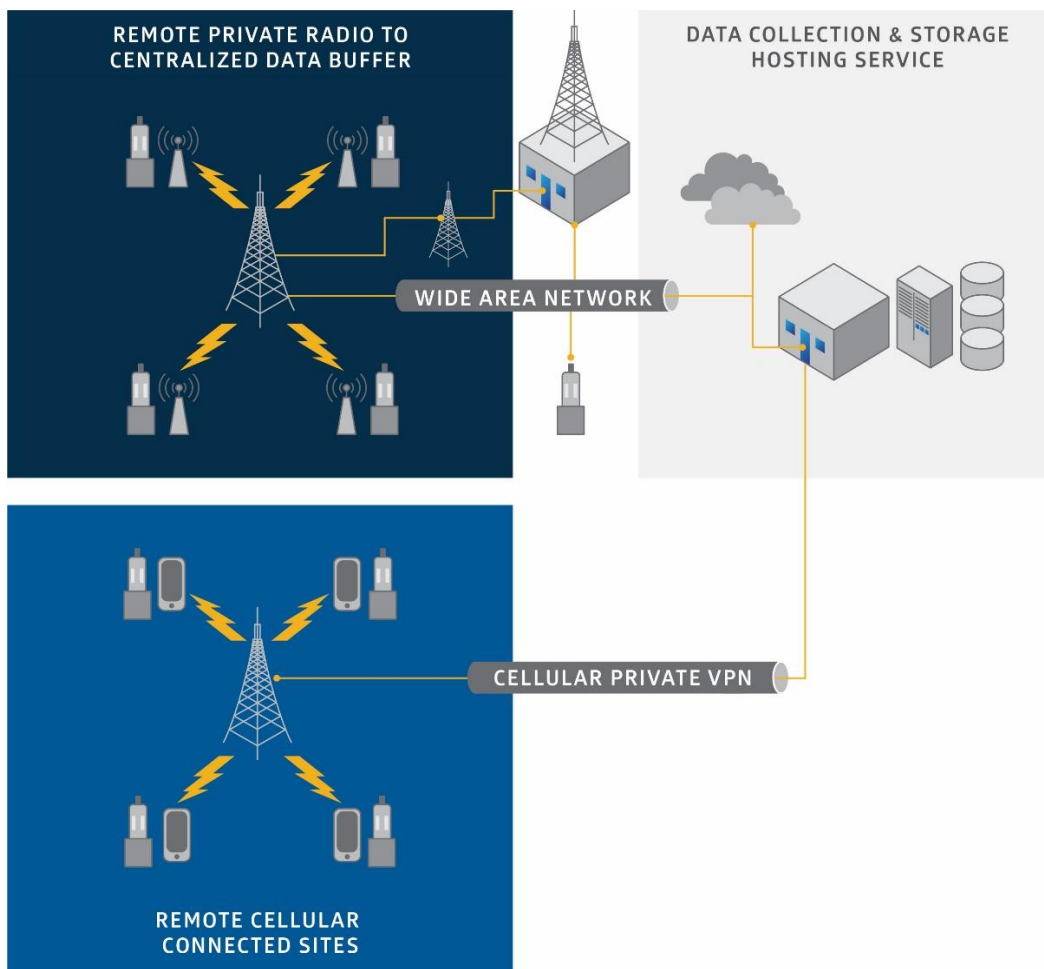 REMOTE PRIVATE RADIO TO
CENTRALIZED DATA BUFFER
DATA COLLECTION & STORAGE
HOSTING SERVICE
WIDE AREA NETWORK
CELLULAR PRIVATE VPN
REMOTE CELLULAR
CONNECTED SITES